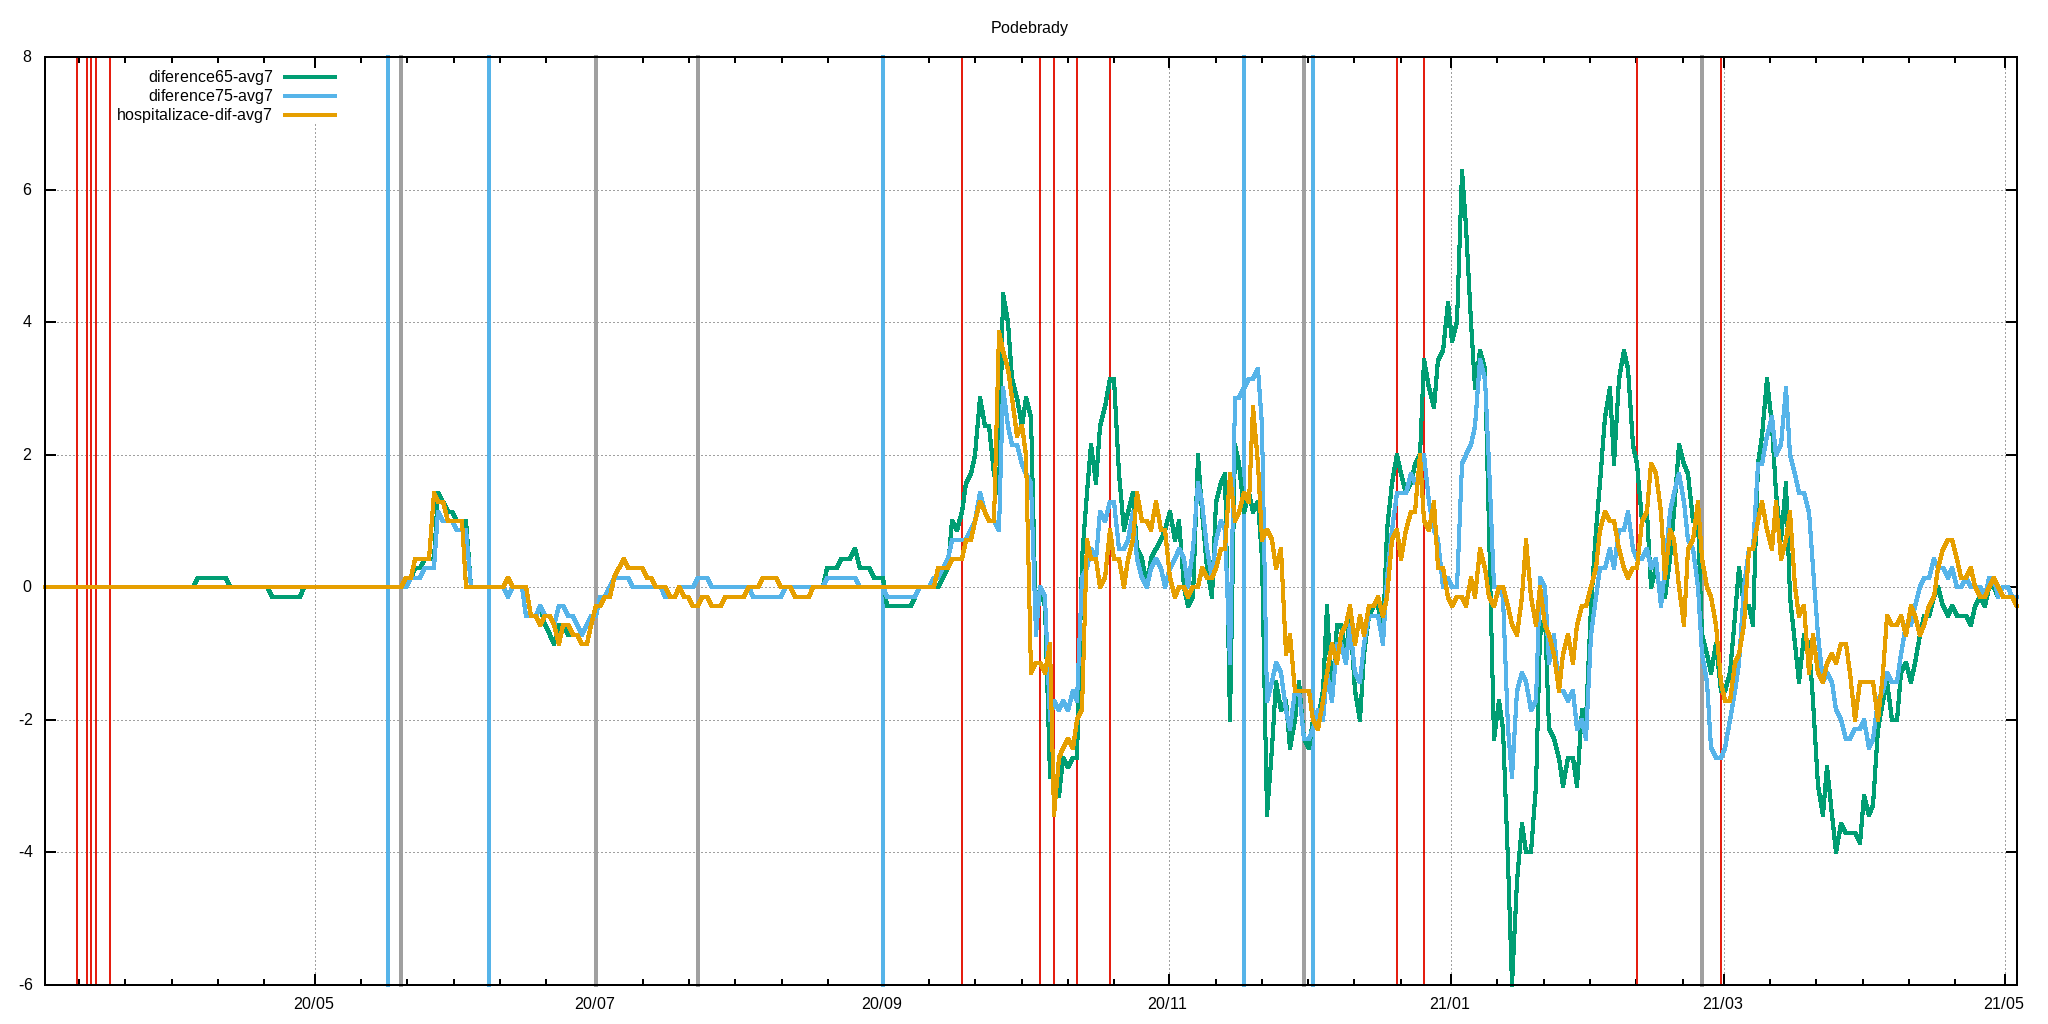 Podebrady
diference65-avg7
diference75-avg7
hospitalizace-dif-avg7
8
6
4
2
0
-2
-4
-6
20/05 20/07 20/09 20/11 21/01 21/03 21/05